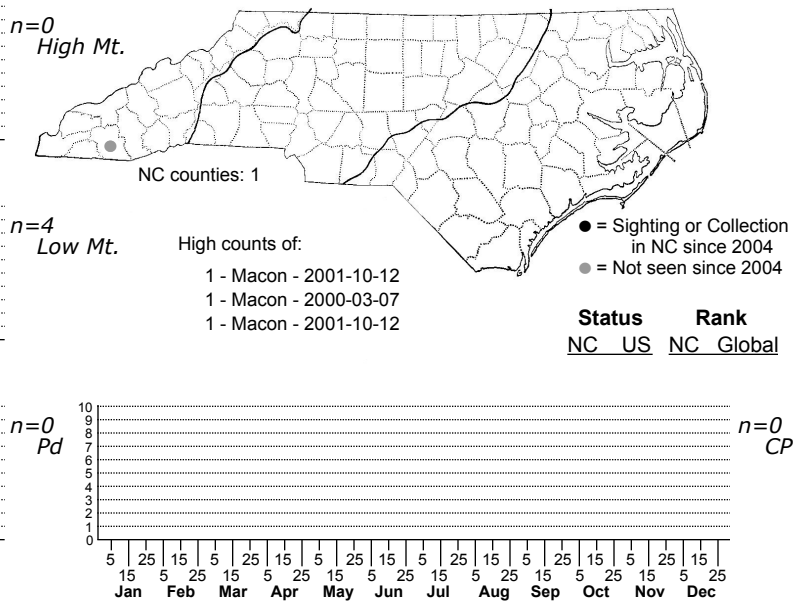 n=0
High Mt.
NC counties: 1
n=4
Low Mt.
High counts of:
1 - Macon - 2001-10-12
1 - Macon - 2000-03-07
1 - Macon - 2001-10-12
● = Sighting or Collection
in NC since 2004
● = Not seen since 2004
Status Rank
NC US NC Global
n=0
Pd
n=0
CP
10
9
8
7
6
5
4
3
2
1
0
5 25 15 5 25 15 5 25 15 5 25 15 5 25 15 5 25 15
15 5 25 15 5 25 15 5 25 15 5 25 15 5 25 15 5 25
Jan Feb Mar Apr May Jun Jul Aug Sep Oct Nov Dec